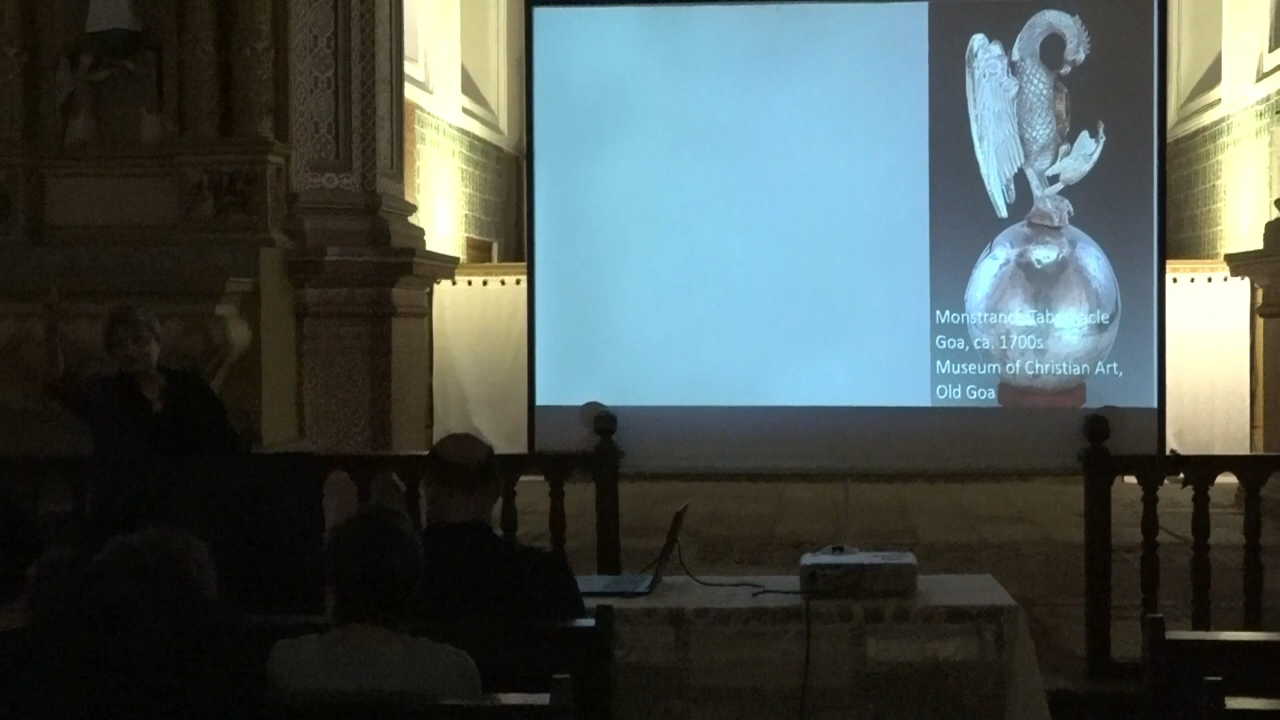 Monstrance Tabernacle
Goa, ca. 1700s
Museum of Christian Art,
Old Goa